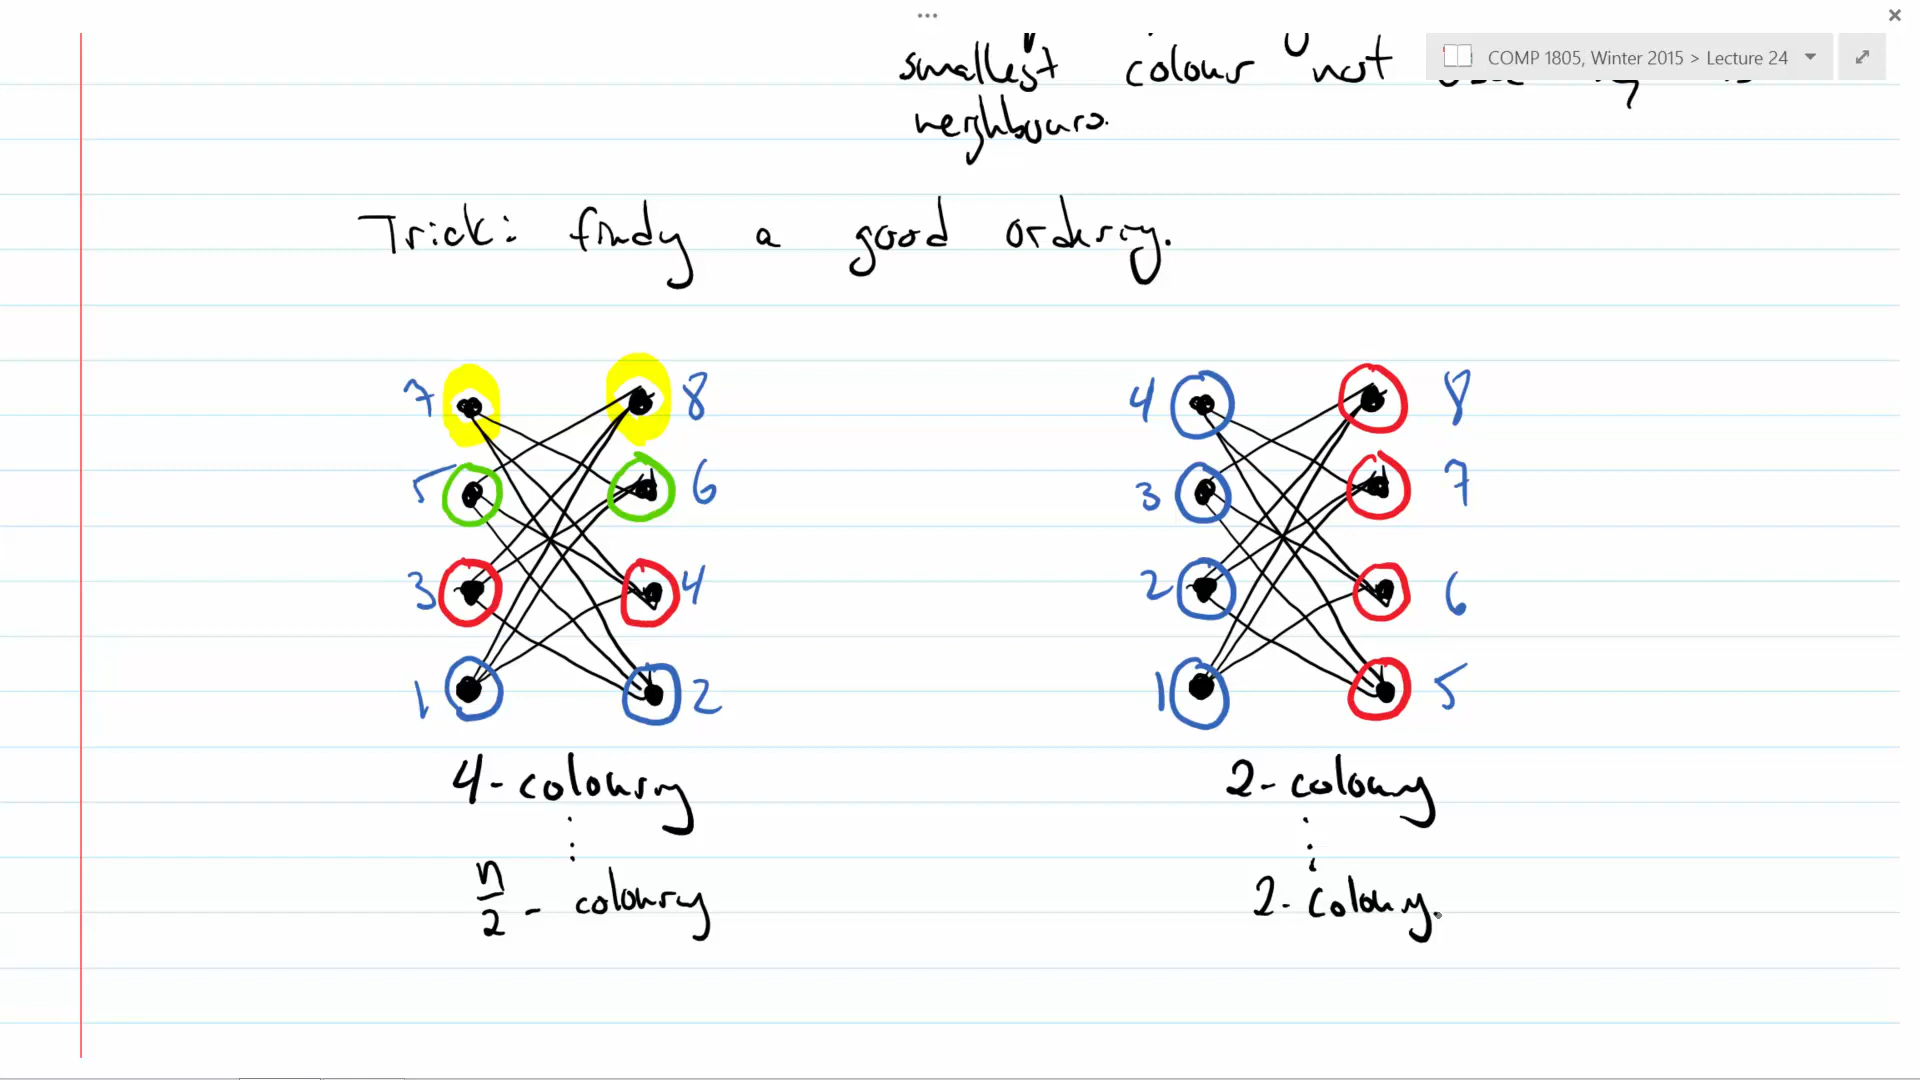 ...
COMP 1805, Winter 2015 > Lecture 24
smallest colour not
neighbours.
Trick: finding a good ordering.
7 8 4 8
5 6 3 7
3 4 2 6
1 2 1 5
4-colouring 2-colouring
⋮ ⋮
n/2 - colouring 2-colouring.